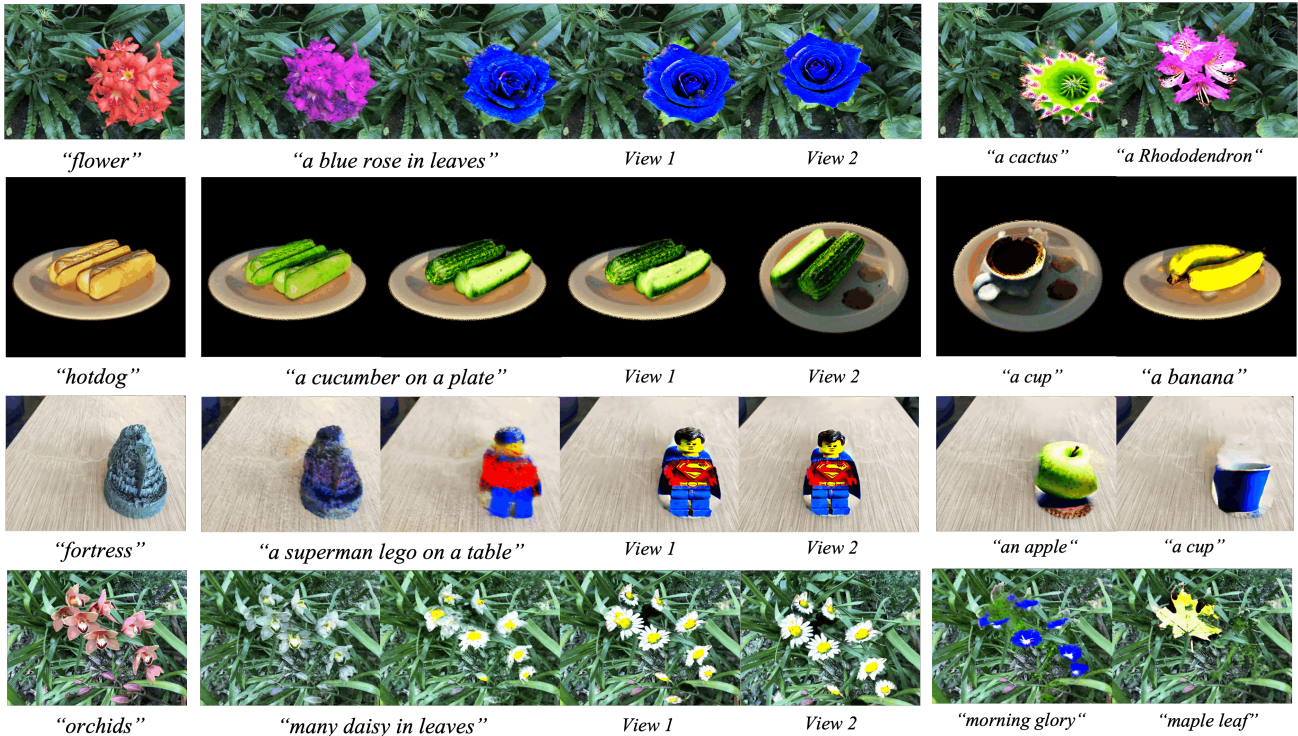 “flower” “a blue rose in leaves” View 1 View 2 “a cactus” “a Rhododendron“
“hotdog” “a cucumber on a plate” View 1 View 2 “a cup” “a banana”
“fortress” “a superman lego on a table” View 1 View 2 “an apple“ “a cup”
“orchids” “many daisy in leaves” View 1 View 2 “morning glory“ “maple leaf”